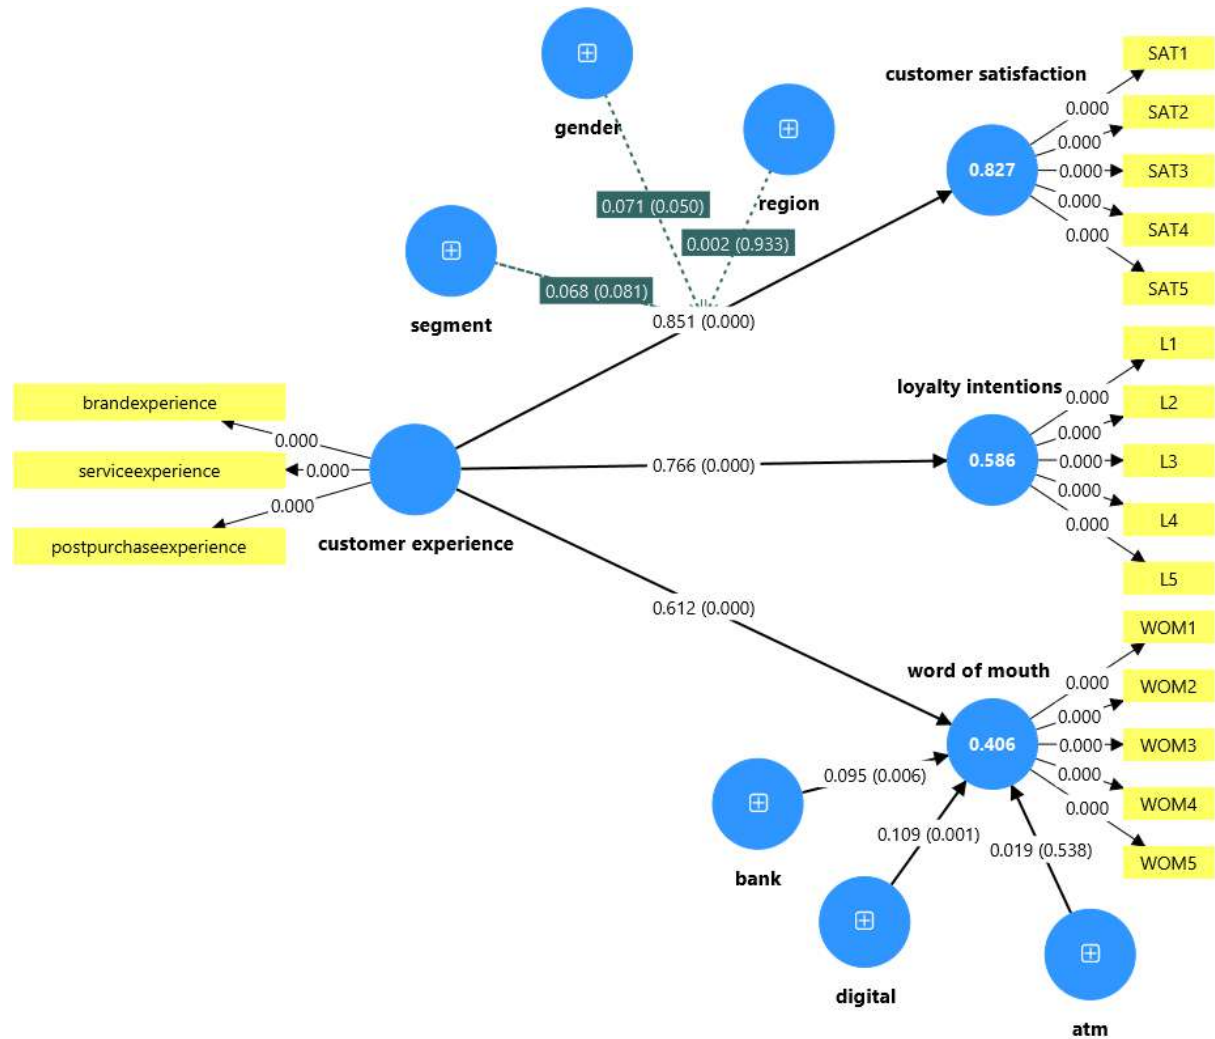 gender
region
segment
0.071 (0.050)
0.002 (0.933)
0.068 (0.081)
0.851 (0.000)
customer satisfaction
0.827
0.000
0.000
0.000
0.000
0.000
SAT1
SAT2
SAT3
SAT4
SAT5
brandexperience
serviceexperience
postpurchaseexperience
0.000
0.000
0.000
customer experience
0.766 (0.000)
loyalty intentions
0.586
0.000
0.000
0.000
0.000
0.000
L1
L2
L3
L4
L5
0.612 (0.000)
word of mouth
0.406
0.000
0.000
0.000
0.000
0.000
WOM1
WOM2
WOM3
WOM4
WOM5
0.095 (0.006)
0.109 (0.001)
0.019 (0.538)
bank
digital
atm